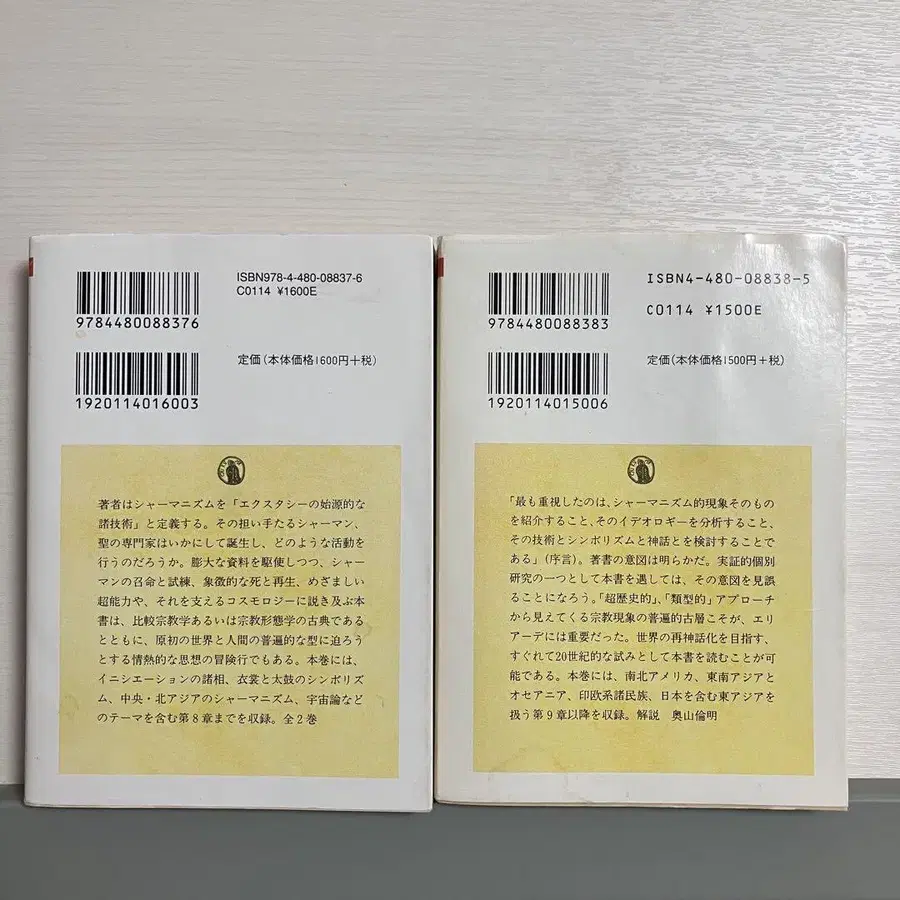 ISBN978-4-480-08837-6
C0114 ¥1600E
9784480088376
定価(本体価格1600円+税)
1920114016003
著者はシャーマニズムを「エクスタシーの始源的な
諸技術」と定義する。その担い手たるシャーマン、
聖の専門家はいかにして誕生し、どのような活動を
行うのだろうか。膨大な資料を駆使しつつ、シャー
マンの召命と試練、象徴的な死と再生、めざましい
超能力や、それを支えるコスモロジーに説き及ぶ本
書は、比較宗教学あるいは宗教形態学の古典である
とともに、原初の世界と人間の普遍的な型に迫ろう
とする情熱的な思想の冒険行でもある。本巻には、
イニシエーションの諸相、衣裳と太鼓のシンボリズ
ム、中央・北アジアのシャーマニズム、宇宙論など
のテーマを含む第8章までを収録。全2巻
ISBN4-480-08838-5
C0114 ¥1500E
9784480088383
定価(本体価格1500円+税)
1920114015006
「最も重視したのは、シャーマニズム的現象そのもの
を紹介すること、そのイデオロギーを分析すること、
その技術とシンボリズムと神話とを検討することで
ある」(序言)。著書の意図は明らかだ。実証的個別
研究の一つとして本書を遇しては、その意図を見誤
ることになろう。「超歴史的」、「類型的」アプローチ
から見えてくる宗教現象の普遍的古層こそが、エリ
アーデには重要だった。世界の再神話化を目指す、
すぐれて20世紀的な試みとして本書を読むことが可
能である。本巻には、南北アメリカ、東南アジアと
オセアニア、印欧系諸民族、日本を含む東アジアを
扱う第9章以降を収録。解説 奥山倫明